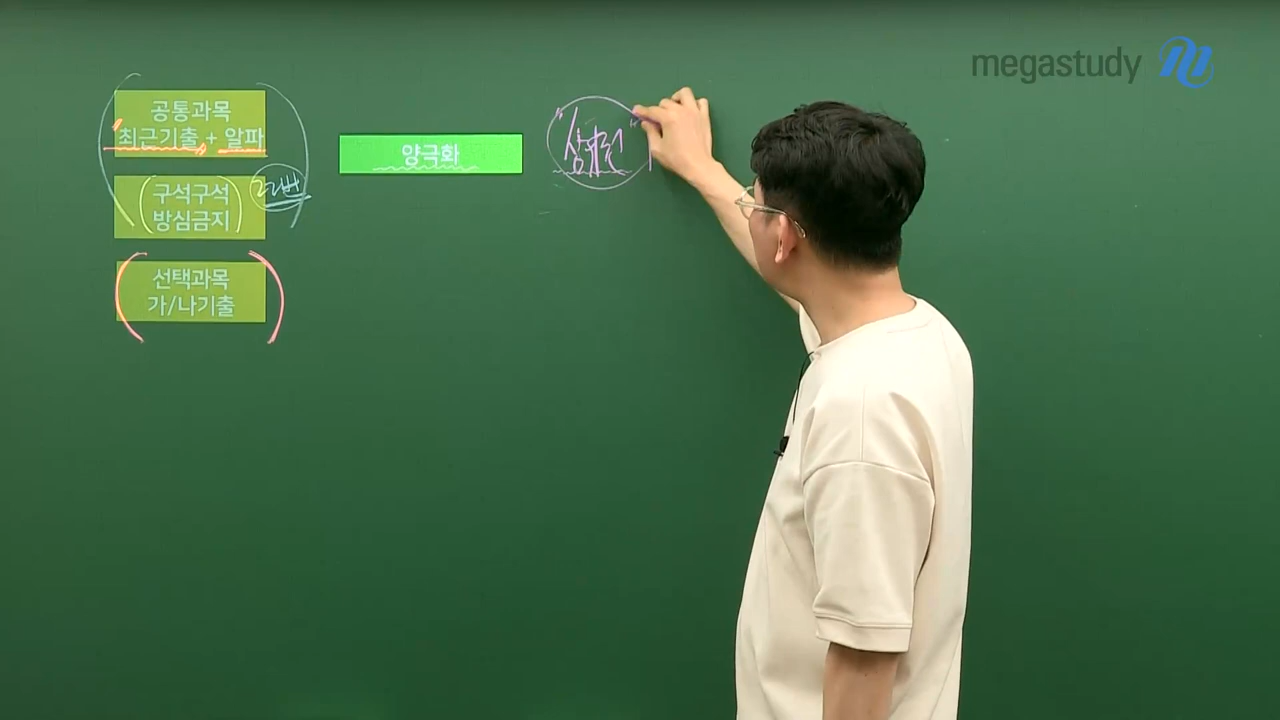 megastudy
공통과목
최근기출 + 알파
구석구석
방심금지
선택과목
가/나기출
양극화